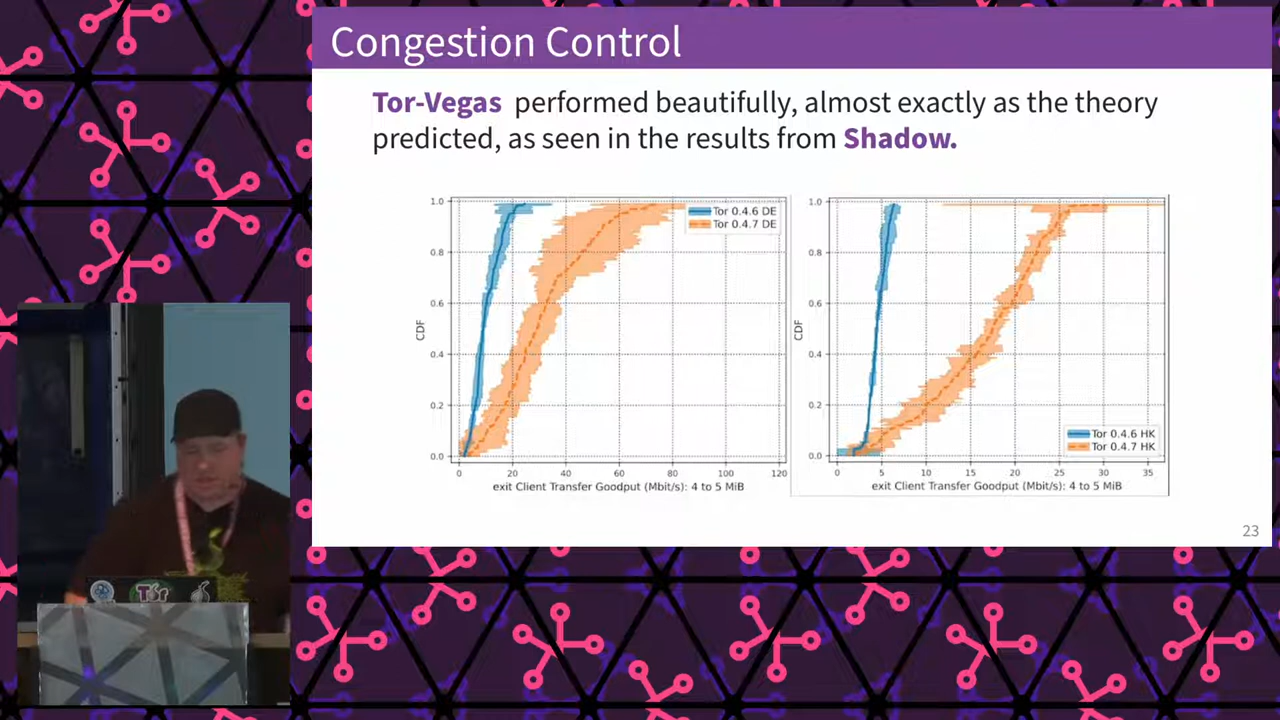 Congestion Control
Tor-Vegas performed beautifully, almost exactly as the theory
predicted, as seen in the results from Shadow.
1.0
0.8
0.6
0.4
0.2
0.0
CDF
0 20 40 60 80 100 120
exit Client Transfer Goodput (Mbit/s): 4 to 5 MiB
Tor 0.4.6 DE
Tor 0.4.7 DE
1.0
0.8
0.6
0.4
0.2
0.0
CDF
0 5 10 15 20 25 30 35
exit Client Transfer Goodput (Mbit/s): 4 to 5 MiB
Tor 0.4.6 HK
Tor 0.4.7 HK
23
Tor